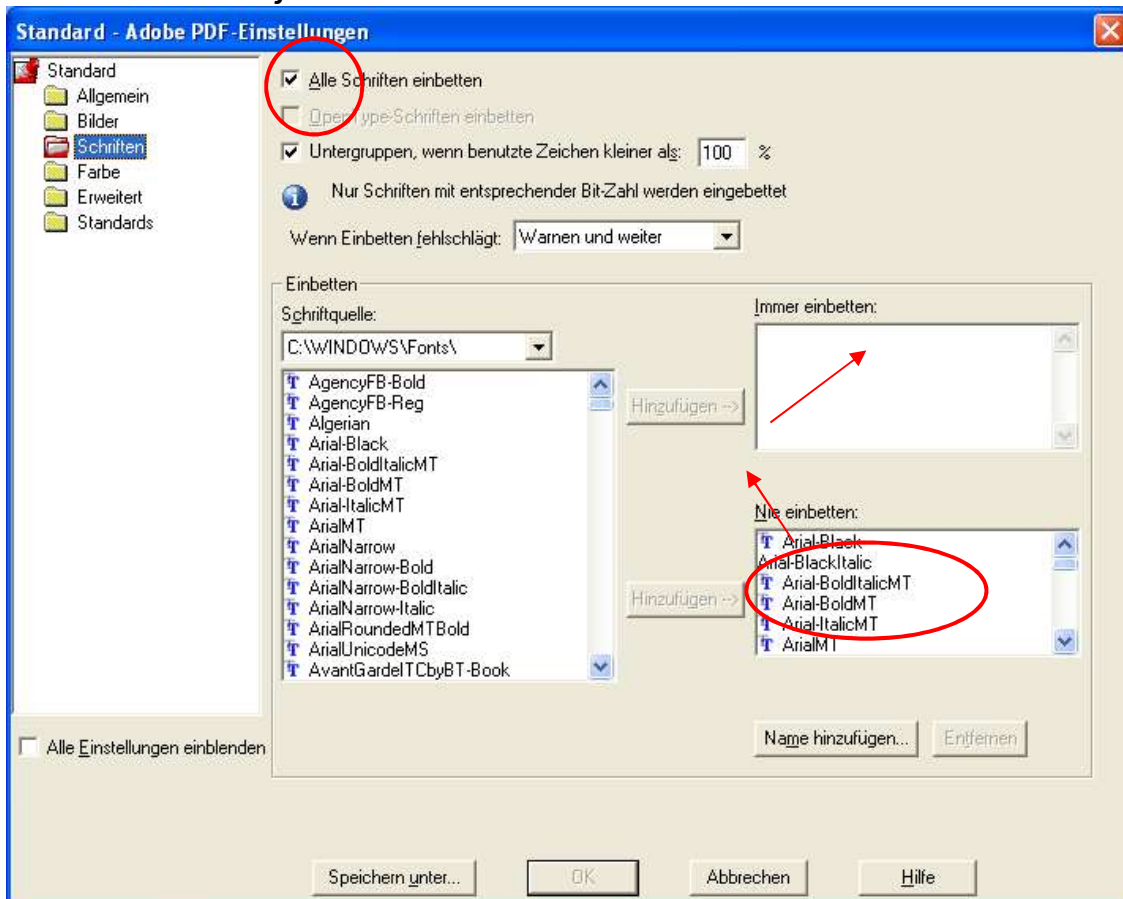 Standard - Adobe PDF-Einstellungen
Standard
Allgemein
Bilder
Schriften
Farbe
Erweitert
Standards
Alle Einstellungen einblenden
Alle Schriften einbetten
OpenType-Schriften einbetten
Untergruppen, wenn benutzte Zeichen kleiner als: 100 %
Nur Schriften mit entsprechender Bit-Zahl werden eingebettet
Wenn Einbetten fehlschlägt: Warnen und weiter
Einbetten
Schriftquelle:
C:\WINDOWS\Fonts\
AgencyFB-Bold
AgencyFB-Reg
Algerian
Arial-Black
Arial-BoldItalicMT
Arial-BoldMT
Arial-ItalicMT
ArialMT
ArialNarrow
ArialNarrow-Bold
ArialNarrow-BoldItalic
ArialNarrow-Italic
ArialRoundedMTBold
ArialUnicodeMS
AvantGardeITCbyBT-Book
Hinzufügen -->
Hinzufügen -->
Immer einbetten:
Nie einbetten:
Arial-Black
Arial-BlackItalic
Arial-BoldItalicMT
Arial-BoldMT
Arial-ItalicMT
ArialMT
Name hinzufügen... Entfernen
Speichern unter... OK Abbrechen Hilfe